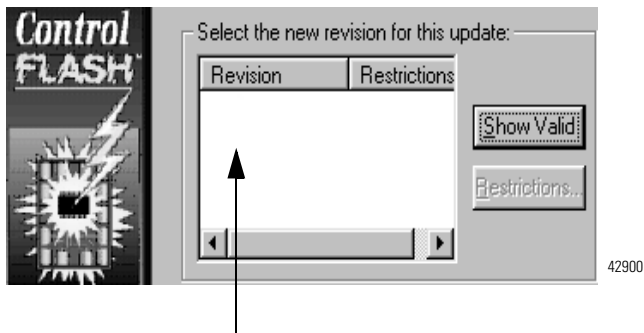 Control
FLASH
Select the new revision for this update:
Revision Restrictions
Show Valid
Restrictions...
42900